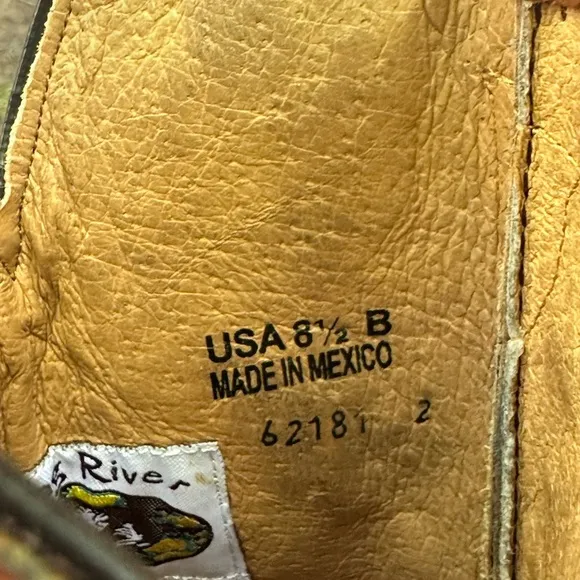 USA 8½ B
MADE IN MEXICO
62181 2
River